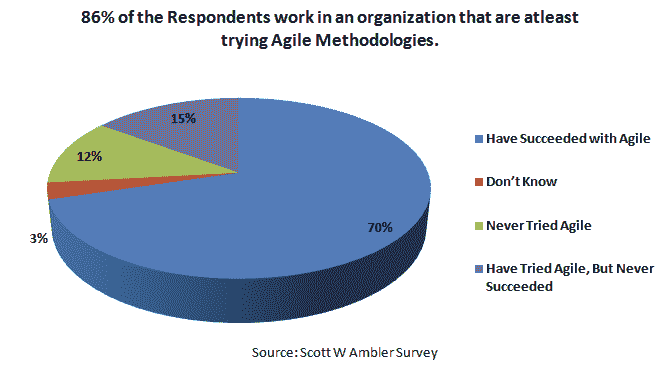 86% of the Respondents work in an organization that are atleast
trying Agile Methodologies.
15%
12%
3%
70%
Have Succeeded with Agile
Don't Know
Never Tried Agile
Have Tried Agile, But Never
Succeeded
Source: Scott W Ambler Survey